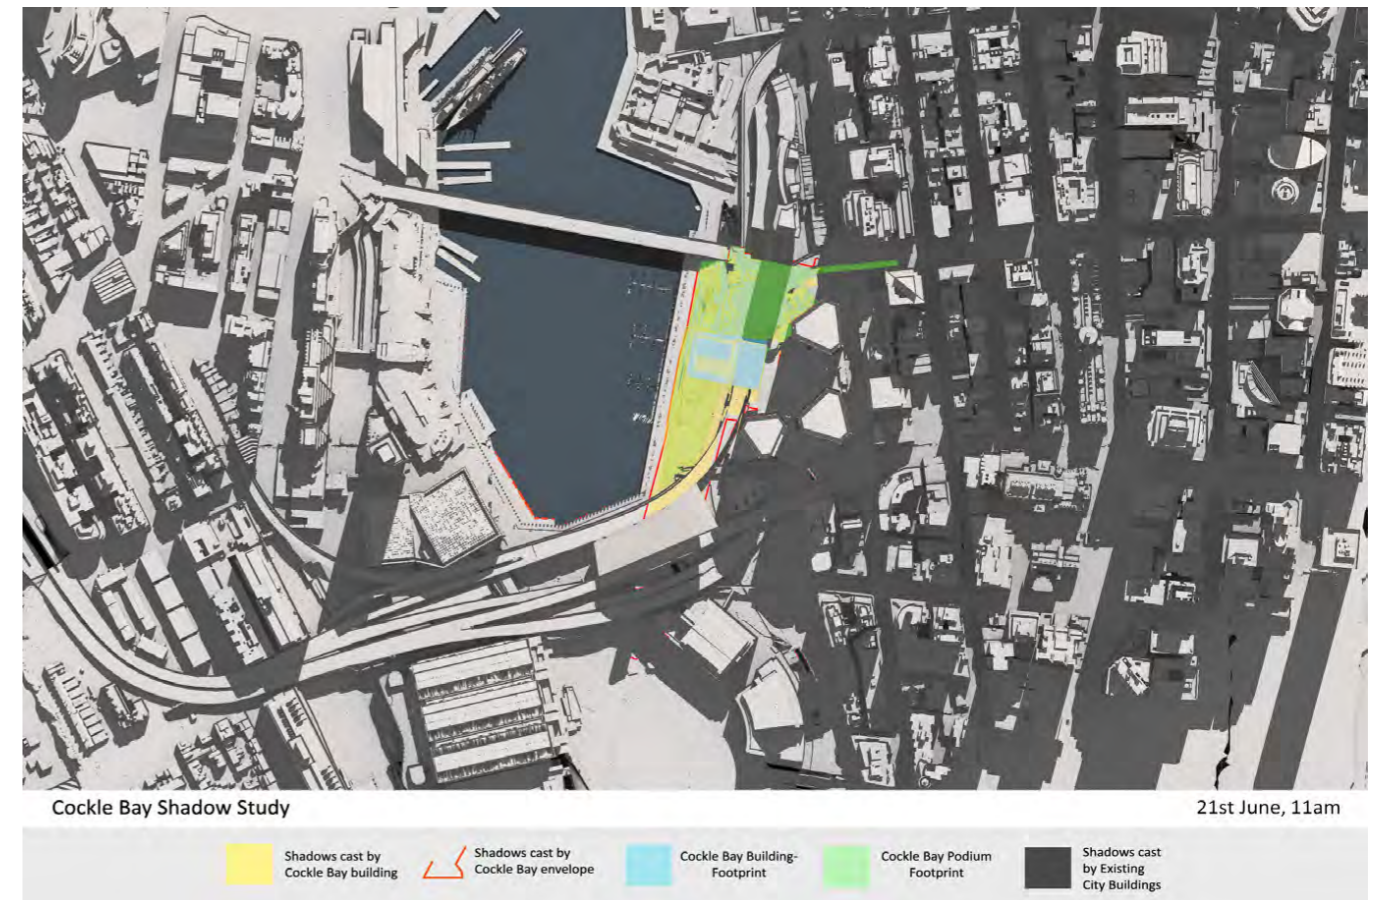 Cockle Bay Shadow Study
21st June, 11am
Shadows cast by
Cockle Bay building
Shadows cast by
Cockle Bay envelope
Cockle Bay Building-
Footprint
Cockle Bay Podium
Footprint
Shadows cast
by Existing
City Buildings